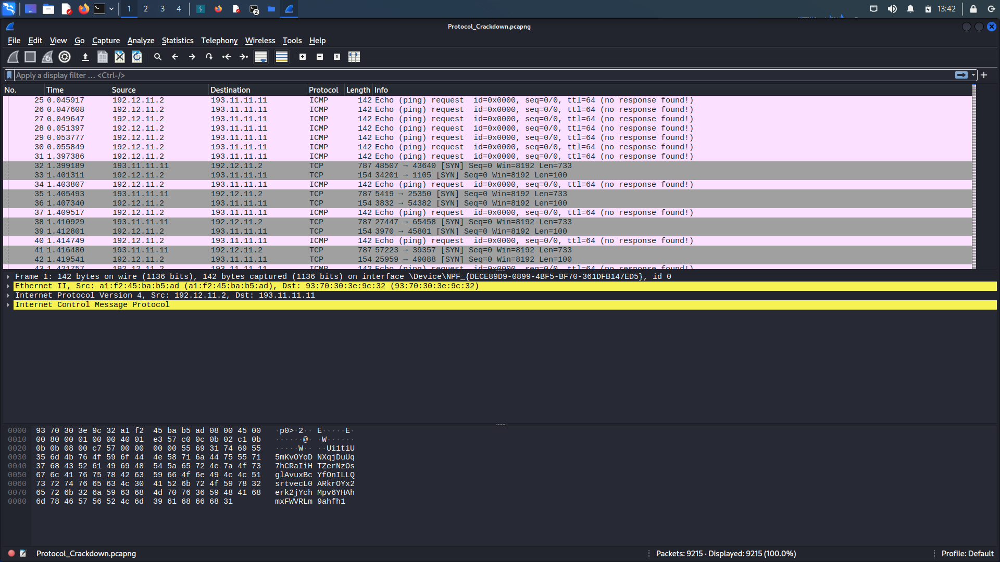 1 2 3 4 2 13:42
Protocol_Crackdown.pcapng
File Edit View Go Capture Analyze Statistics Telephony Wireless Tools Help
Apply a display filter … <Ctrl-/>
No. Time Source Destination Protocol Length Info
25 0.045917 192.12.11.2 193.11.11.11 ICMP 142 Echo (ping) request id=0x0000, seq=0/0, ttl=64 (no response found!)
26 0.047608 192.12.11.2 193.11.11.11 ICMP 142 Echo (ping) request id=0x0000, seq=0/0, ttl=64 (no response found!)
27 0.049647 192.12.11.2 193.11.11.11 ICMP 142 Echo (ping) request id=0x0000, seq=0/0, ttl=64 (no response found!)
28 0.051397 192.12.11.2 193.11.11.11 ICMP 142 Echo (ping) request id=0x0000, seq=0/0, ttl=64 (no response found!)
29 0.053777 192.12.11.2 193.11.11.11 ICMP 142 Echo (ping) request id=0x0000, seq=0/0, ttl=64 (no response found!)
30 0.055849 192.12.11.2 193.11.11.11 ICMP 142 Echo (ping) request id=0x0000, seq=0/0, ttl=64 (no response found!)
31 1.397386 192.12.11.2 193.11.11.11 ICMP 142 Echo (ping) request id=0x0000, seq=0/0, ttl=64 (no response found!)
32 1.399189 193.11.11.11 192.12.11.2 TCP 787 48507 → 43640 [SYN] Seq=0 Win=8192 Len=733
33 1.401311 192.12.11.2 193.11.11.11 TCP 154 34201 → 1105 [SYN] Seq=0 Win=8192 Len=100
34 1.403807 192.12.11.2 193.11.11.11 ICMP 142 Echo (ping) request id=0x0000, seq=0/0, ttl=64 (no response found!)
35 1.405493 193.11.11.11 192.12.11.2 TCP 787 5419 → 25350 [SYN] Seq=0 Win=8192 Len=733
36 1.407340 192.12.11.2 193.11.11.11 TCP 154 3832 → 54382 [SYN] Seq=0 Win=8192 Len=100
37 1.409517 192.12.11.2 193.11.11.11 ICMP 142 Echo (ping) request id=0x0000, seq=0/0, ttl=64 (no response found!)
38 1.410929 193.11.11.11 192.12.11.2 TCP 787 27447 → 65458 [SYN] Seq=0 Win=8192 Len=733
39 1.412801 192.12.11.2 193.11.11.11 TCP 154 3970 → 45801 [SYN] Seq=0 Win=8192 Len=100
40 1.414749 192.12.11.2 193.11.11.11 ICMP 142 Echo (ping) request id=0x0000, seq=0/0, ttl=64 (no response found!)
41 1.416480 193.11.11.11 192.12.11.2 TCP 787 57223 → 39357 [SYN] Seq=0 Win=8192 Len=733
42 1.419541 192.12.11.2 193.11.11.11 TCP 154 25959 → 49088 [SYN] Seq=0 Win=8192 Len=100
43 1.421757 192.12.11.2 193.11.11.11 ICMP 142 Echo (ping) request id=0x0000, seq=0/0, ttl=64 (no response found!)
Frame 1: 142 bytes on wire (1136 bits), 142 bytes captured (1136 bits) on interface \Device\NPF_{DECE89D9-0899-4BF5-BF70-361DFB147ED5}, id 0
Ethernet II, Src: a1:f2:45:ba:b5:ad (a1:f2:45:ba:b5:ad), Dst: 93:70:30:3e:9c:32 (93:70:30:3e:9c:32)
Internet Protocol Version 4, Src: 192.12.11.2, Dst: 193.11.11.11
Internet Control Message Protocol
0000 93 70 30 3e 9c 32 a1 f2 45 ba b5 ad 08 00 45 00 ·p0>·2·· E·····E·
0010 00 80 00 01 00 00 40 01 e3 57 c0 0c 0b 02 c1 0b ······@· ·W······
0020 0b 0b 08 00 c7 57 00 00 00 00 55 69 31 74 69 55 ·····W·· ··Ui1tiU
0030 35 6d 4b 76 4f 59 6f 44 4e 58 71 6a 44 75 55 71 5mKvOYoD NXqjDuUq
0040 37 68 43 52 61 49 69 48 54 5a 65 72 4e 7a 4f 73 7hCRaIiH TZerNzOs
0050 67 6c 41 76 75 78 42 63 59 66 4f 6e 49 4c 4c 51 glAvuxBc YfOnILLQ
0060 73 72 74 76 65 63 4c 30 41 52 6b 72 4f 59 78 32 srtvecL0 ARkrOYx2
0070 65 72 6b 32 6a 59 63 68 4d 70 76 36 59 48 41 68 erk2jYch Mpv6YHAh
0080 6d 78 46 57 56 52 4c 6d 39 61 68 66 68 31 mxFWVRLm 9ahfh1
Protocol_Crackdown.pcapng Packets: 9215 · Displayed: 9215 (100.0%) Profile: Default